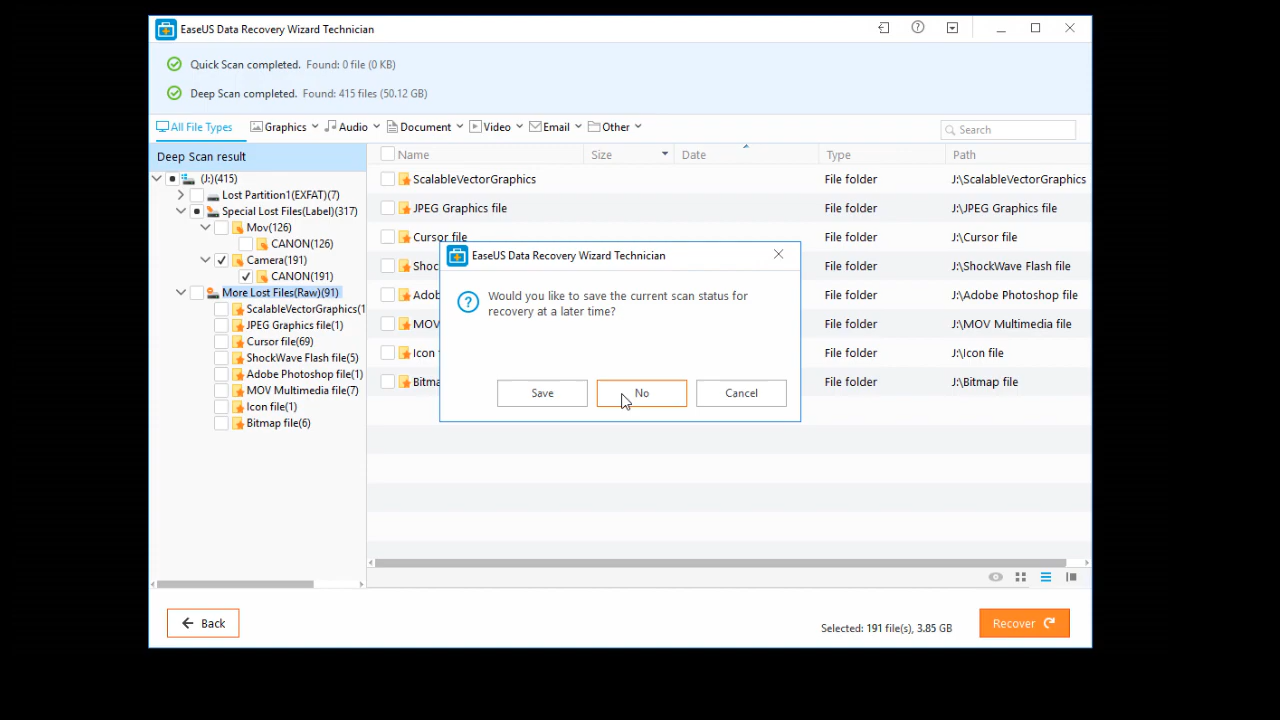 EaseUS Data Recovery Wizard Technician
Quick Scan completed. Found: 0 file (0 KB)
Deep Scan completed. Found: 415 files (50.12 GB)
All File Types Graphics Audio Document Video Email Other Search
Deep Scan result
Name Size Date Type Path
(J:)(415)
Lost Partition1(EXFAT)(7)
Special Lost Files(Label)(317)
Mov(126)
CANON(126)
Camera(191)
CANON(191)
More Lost Files(Raw)(91)
ScalableVectorGraphics(1
JPEG Graphics file(1)
Cursor file(69)
ShockWave Flash file(5)
Adobe Photoshop file(1)
MOV Multimedia file(7)
Icon file(1)
Bitmap file(6)
ScalableVectorGraphics File folder J:\ScalableVectorGraphics
JPEG Graphics file File folder J:\JPEG Graphics file
Cursor file File folder J:\Cursor file
Shoc File folder J:\ShockWave Flash file
Adob File folder J:\Adobe Photoshop file
MOV File folder J:\MOV Multimedia file
Icon File folder J:\Icon file
Bitma File folder J:\Bitmap file
EaseUS Data Recovery Wizard Technician
Would you like to save the current scan status for
recovery at a later time?
Save No Cancel
Back
Selected: 191 file(s), 3.85 GB
Recover